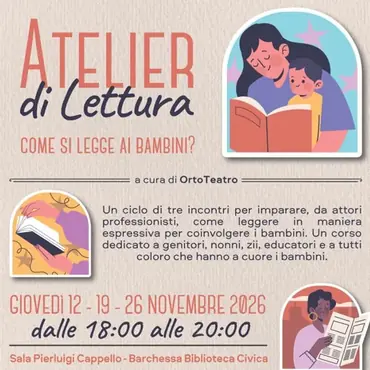 ATELIER
di Lettura
COME SI LEGGE AI BAMBINI?
a cura di OrtoTeatro
Un ciclo di tre incontri per imparare, da attori
professionisti, come leggere in maniera
espressiva per coinvolgere i bambini. Un corso
dedicato a genitori, nonni, zii, educatori e a tutti
coloro che hanno a cuore i bambini.
GIOVEDÌ 12 - 19 - 26 NOVEMBRE 2026
dalle 18:00 alle 20:00
Sala Pierluigi Cappello - Barchessa Biblioteca Civica